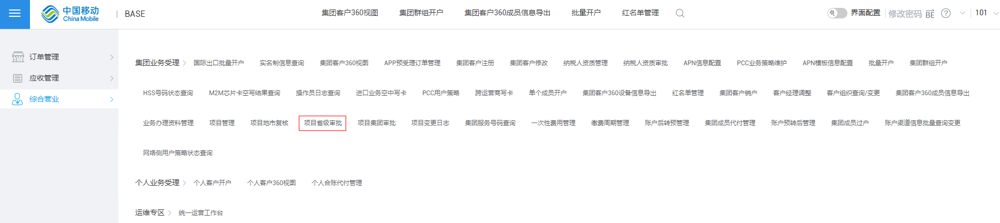 中国移动 China Mobile | BASE 集团客户360视图 集团群组开户 集团客户360成员信息导出 批量开户 红名单管理 界面配置 修改密码 101
订单管理
应收管理
综合营业
集团业务受理 国际出口批量开户 实名制信息查询 集团客户360视图 APP预受理订单管理 集团客户注册 集团客户修改 纳税人资质管理 纳税人资质审批 APN信息配置 PCC业务策略维护 APN模板信息配置 批量开户 集团群组开户
HSS号码状态查询 M2M芯片卡空写结果查询 操作员日志查询 进口业务空中写卡 PCC用户策略 跨运营商写卡 单个成员开户 集团客户360设备信息导出 红名单管理 集团客户销户 客户经理调整 客户组织查询/变更 集团客户360成员信息导出
业务办理资料管理 项目管理 项目地市复核 项目省级审批 项目集团审批 项目变更日志 集团服务号码查询 一次性费用管理 缴费周期管理 账户后转预管理 集团成员代付管理 账户预转后管理 集团成员过户 账户渠道信息批量查询变更
网络侧用户策略状态查询
个人业务受理 个人客户开户 个人客户360视图 个人合账代付管理
运维专区 统一运营工作台